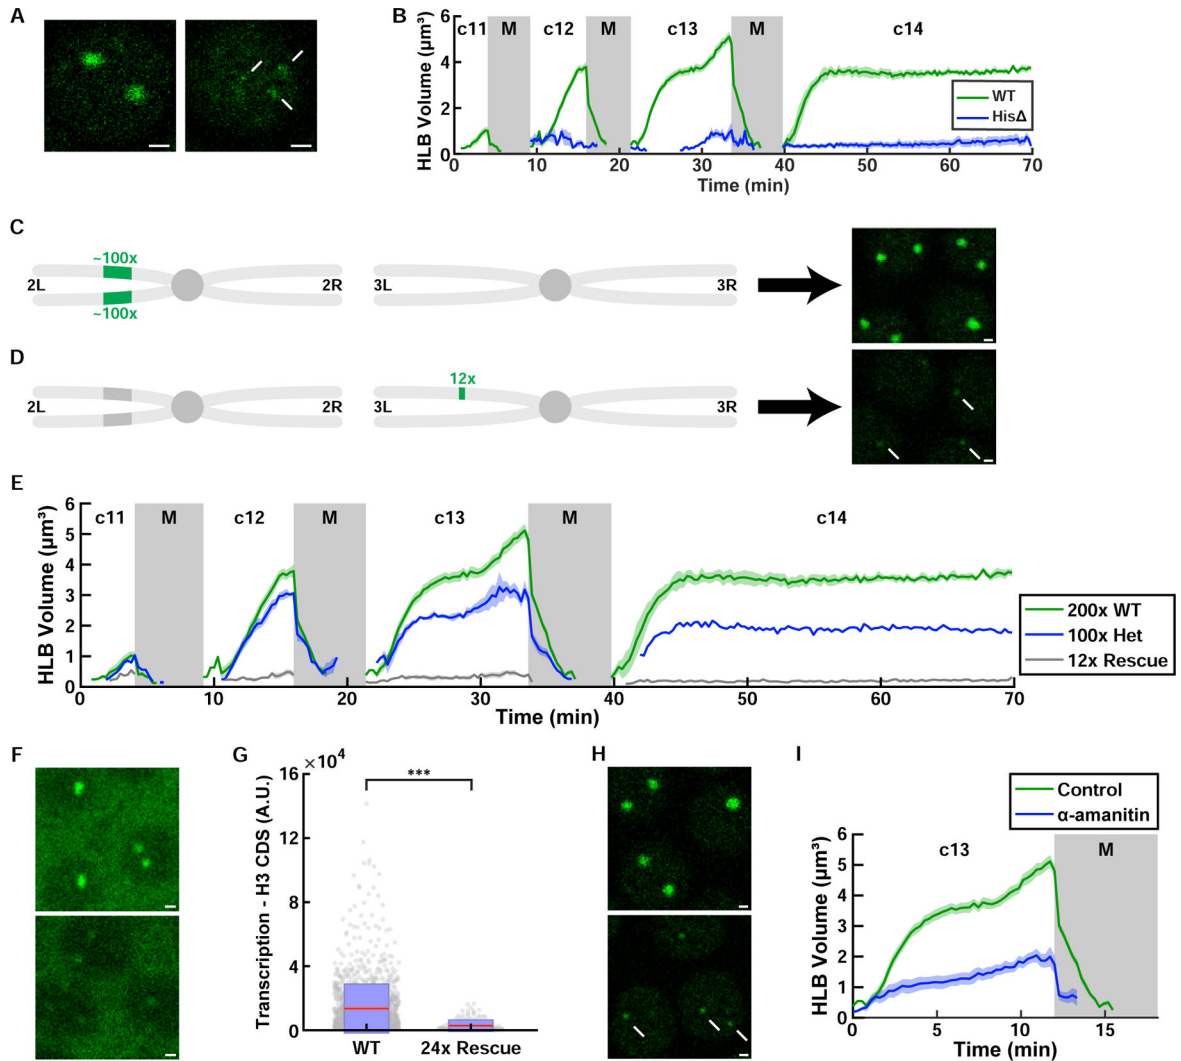 A
B
HLB Volume (µm³)
6
4
2
0
c11
M
c12
M
c13
M
c14
WT
HisΔ
10
20
30
40
50
60
70
Time (min)
C
~100x
2L
2R
~100x
3L
3R
D
12x
2L
2R
3L
3R
E
HLB Volume (µm³)
6
5
4
3
2
1
0
c11
M
c12
M
c13
M
c14
200x WT
100x Het
12x Rescue
0
10
20
30
40
50
60
70
Time (min)
F
G
×10⁴
Transcription - H3 CDS (A.U.)
16
12
8
4
0
***
WT
24x Rescue
H
I
Control
α-amanitin
HLB Volume (µm³)
6
5
4
3
2
1
0
c13
M
0
5
10
15
Time (min)